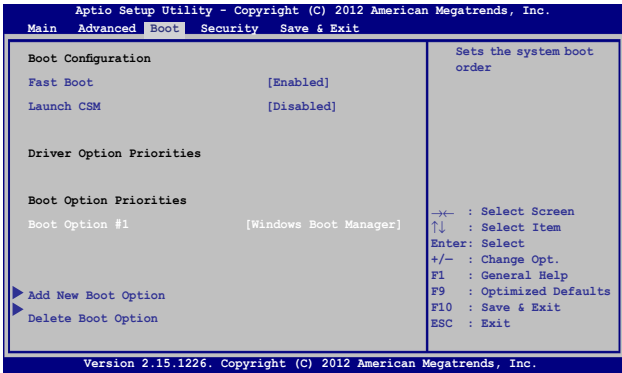 Aptio Setup Utility - Copyright (C) 2012 American Megatrends, Inc.
Main Advanced Boot Security Save & Exit
Boot Configuration
Fast Boot [Enabled]
Launch CSM [Disabled]
Driver Option Priorities
Boot Option Priorities
Boot Option #1 [Windows Boot Manager]
Add New Boot Option
Delete Boot Option
Sets the system boot
order
→← : Select Screen
↑↓ : Select Item
Enter: Select
+/— : Change Opt.
F1 : General Help
F9 : Optimized Defaults
F10 : Save & Exit
ESC : Exit
Version 2.15.1226. Copyright (C) 2012 American Megatrends, Inc.